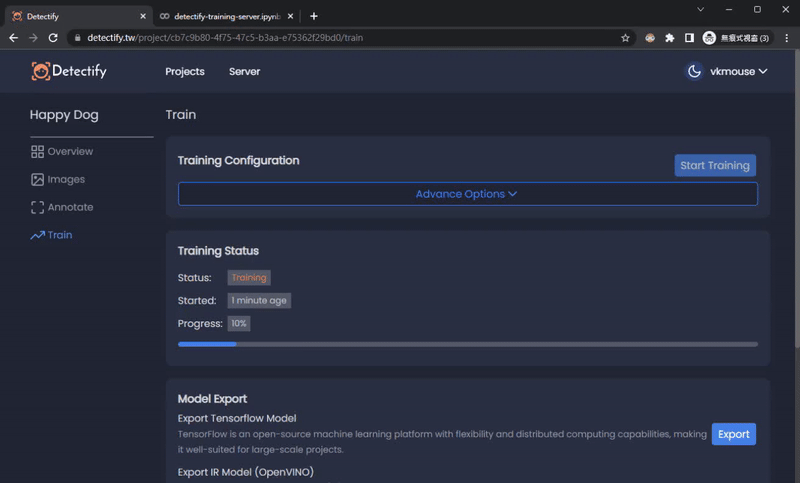 Detectify
detectify-training-server.ipynb
detectify.tw/project/cb7c9b80-4f75-47c5-b3aa-e75362f29bd0/train
無痕式視窗 (3)
Detectify
Projects
Server
vkmouse
Happy Dog
Overview
Images
Annotate
Train
Train
Training Configuration
Start Training
Advance Options
Training Status
Status: Training
Started: 1 minute age
Progress: 10%
Model Export
Export Tensorflow Model
TensorFlow is an open-source machine learning platform with flexibility and distributed computing capabilities, making
it well-suited for large-scale projects.
Export
Export IR Model (OpenVINO)